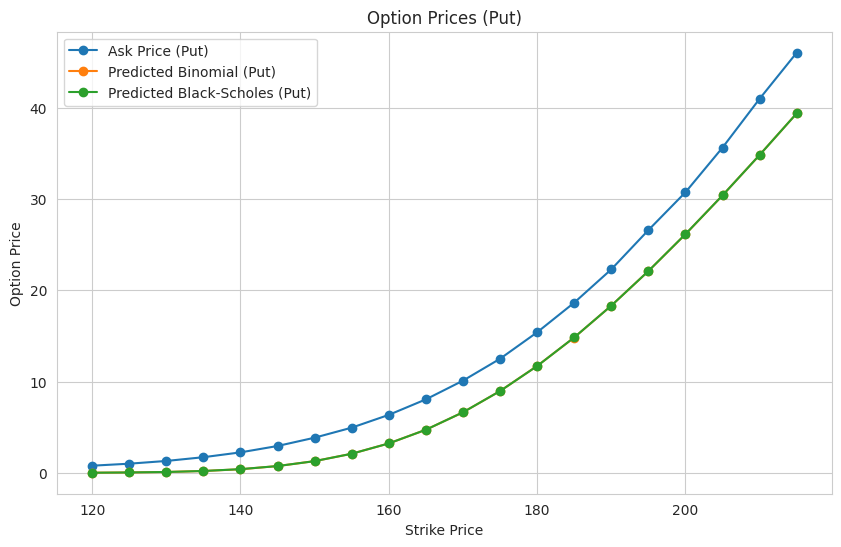 Option Prices (Put)
Ask Price (Put)
Predicted Binomial (Put)
Predicted Black-Scholes (Put)
Option Price
40
30
20
10
0
120 140 160 180 200
Strike Price